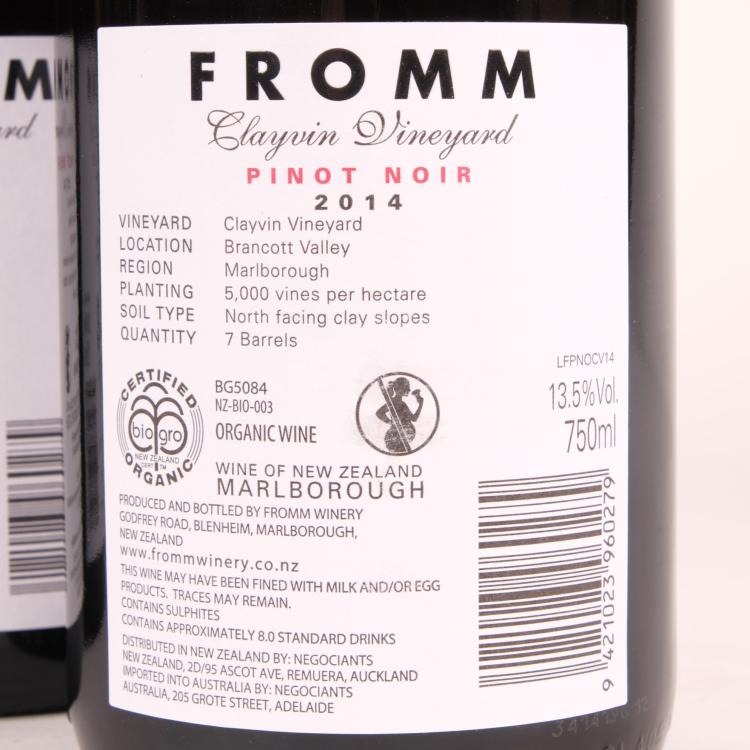 FROMM
Clayvin Vineyard
PINOT NOIR
2014
VINEYARD Clayvin Vineyard
LOCATION Brancott Valley
REGION Marlborough
PLANTING 5,000 vines per hectare
SOIL TYPE North facing clay slopes
QUANTITY 7 Barrels
LFPNOCV14
13.5%Vol.
750ml
CERTIFIED
bio gro
NEW ZEALAND
CERT TM
ORGANIC
BG5084
NZ-BIO-003
ORGANIC WINE
WINE OF NEW ZEALAND
MARLBOROUGH
PRODUCED AND BOTTLED BY FROMM WINERY
GODFREY ROAD, BLENHEIM, MARLBOROUGH,
NEW ZEALAND
www.frommwinery.co.nz
THIS WINE MAY HAVE BEEN FINED WITH MILK AND/OR EGG
PRODUCTS. TRACES MAY REMAIN.
CONTAINS SULPHITES
CONTAINS APPROXIMATELY 8.0 STANDARD DRINKS
DISTRIBUTED IN NEW ZEALAND BY: NEGOCIANTS
NEW ZEALAND, 2D/95 ASCOT AVE, REMUERA, AUCKLAND
IMPORTED INTO AUSTRALIA BY: NEGOCIANTS
AUSTRALIA, 205 GROTE STREET, ADELAIDE
9 421023 960279
M
ard